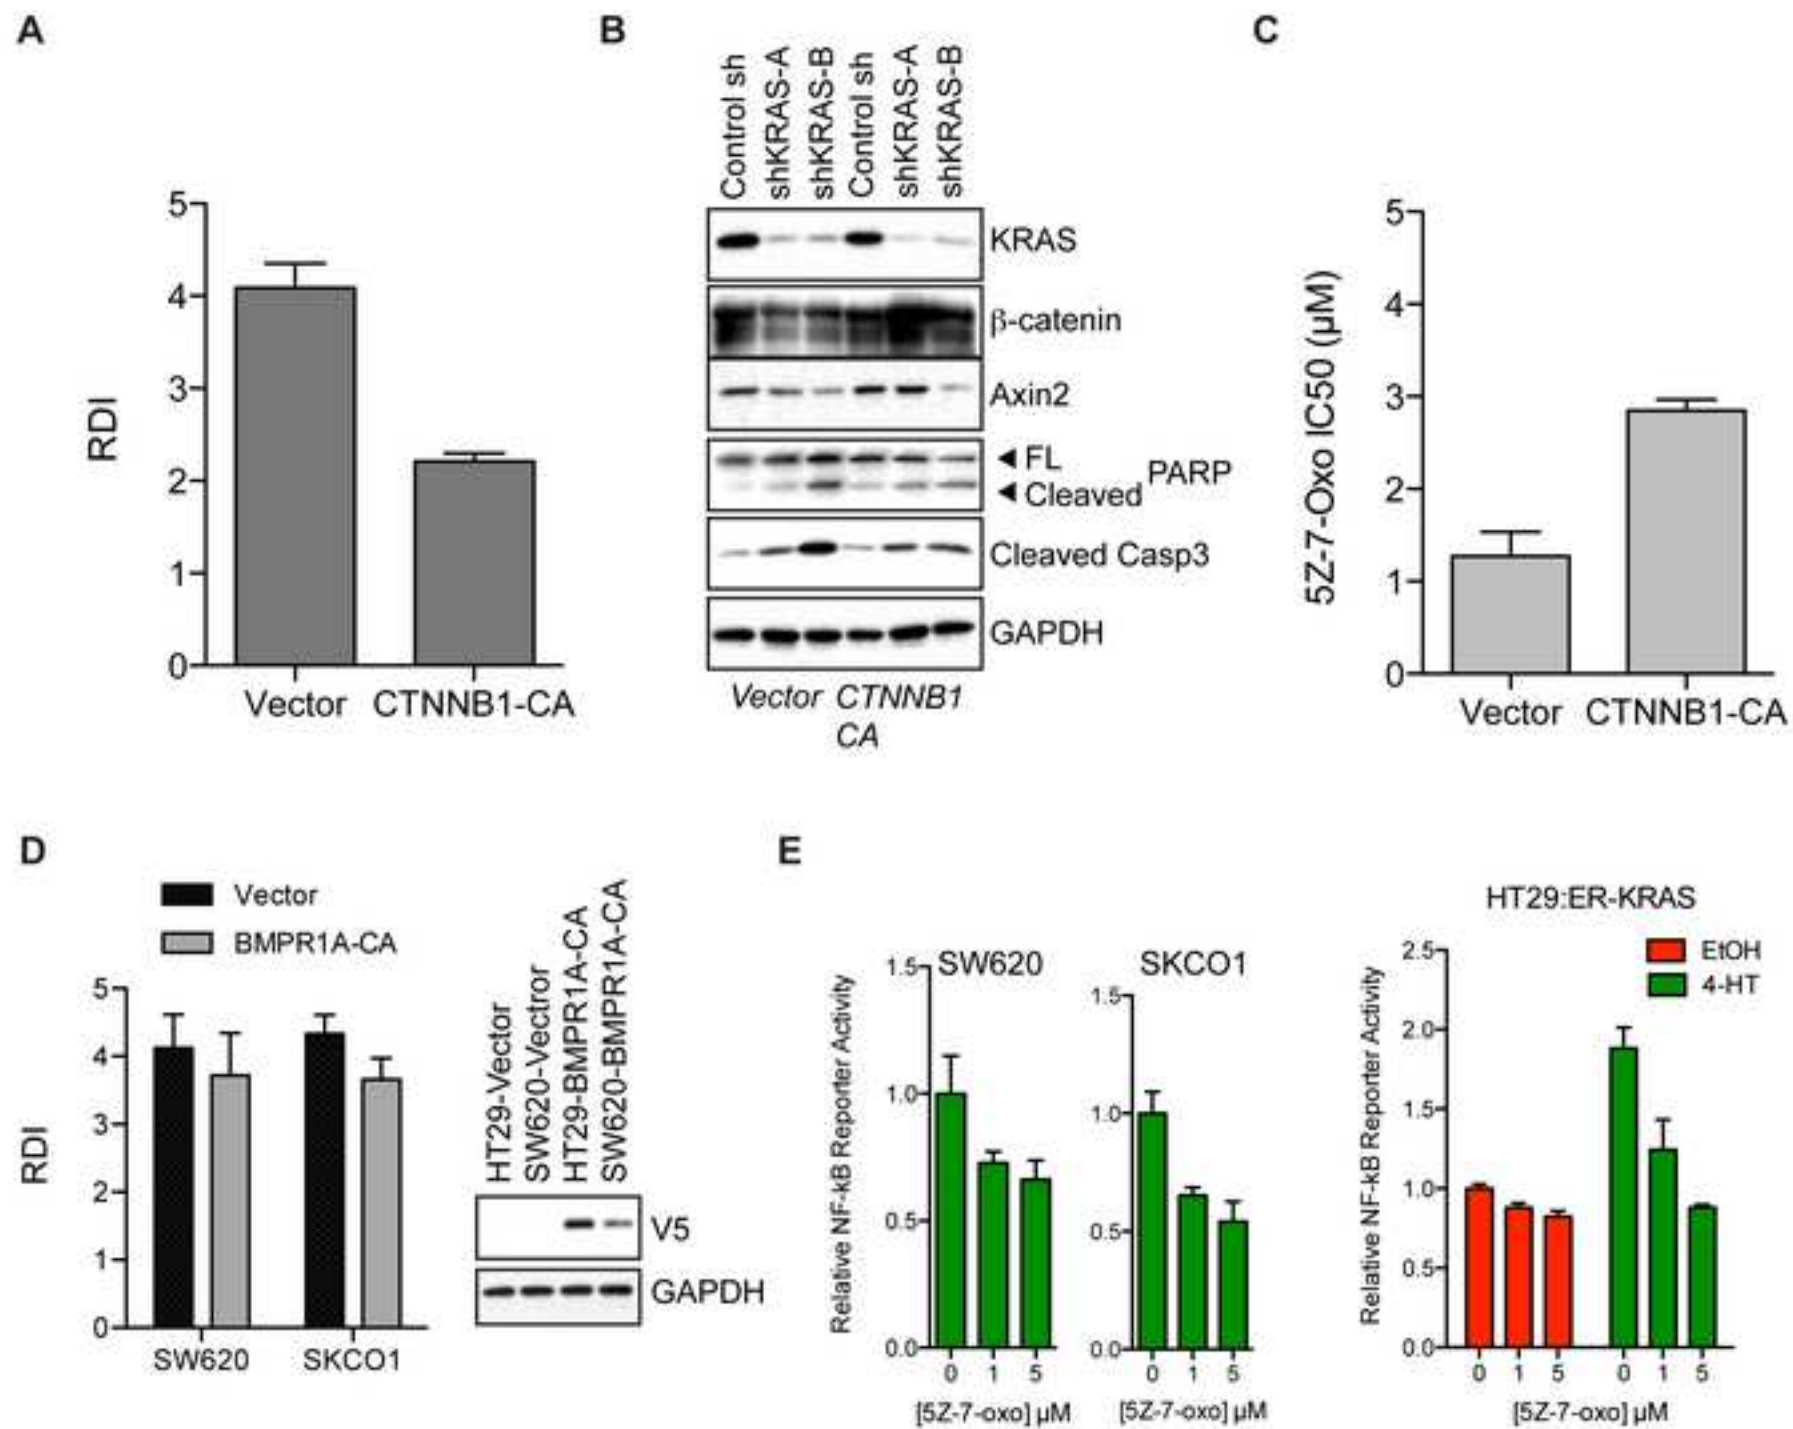 A
5
4
3
2
1
0
RDI
Vector CTNNB1-CA
B
Control sh
shKRAS-A
shKRAS-B
Control sh
shKRAS-A
shKRAS-B
KRAS
β-catenin
Axin2
FL
Cleaved
PARP
Cleaved Casp3
GAPDH
Vector CTNNB1
CA
C
5
4
3
2
1
0
5Z-7-Oxo IC50 (µM)
Vector CTNNB1-CA
D
Vector
BMPR1A-CA
5
4
3
2
1
0
RDI
SW620 SKCO1
HT29-Vector
SW620-Vectror
HT29-BMPR1A-CA
SW620-BMPR1A-CA
V5
GAPDH
E
SW620
1.5
1.0
0.5
0.0
Relative NF-kB Reporter Activity
0 1 5
[5Z-7-oxo] µM
SKCO1
1.5
1.0
0.5
0.0
0 1 5
[5Z-7-oxo] µM
HT29:ER-KRAS
EtOH
4-HT
2.5
2.0
1.5
1.0
0.5
0.0
Relative NF-kB Reporter Activity
0 1 5 0 1 5
[5Z-7-oxo] µM